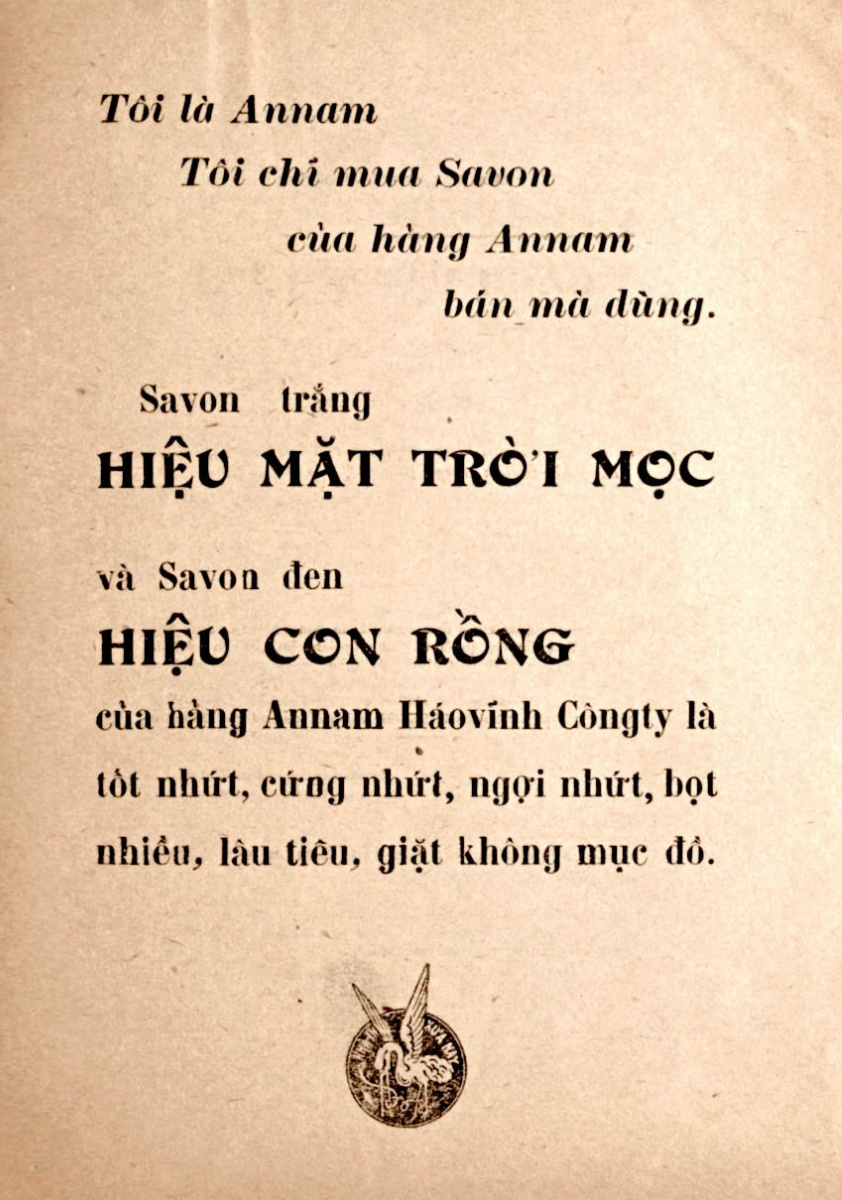 Tôi là Annam
Tôi chỉ mua Savon
của hàng Annam
bán mà dùng.
Savon trắng
HIỆU MẶT TRỜI MỌC
và Savon đen
HIỆU CON RỒNG
của hàng Annam Háovĩnh Côngty là
tốt nhứt, cứng nhứt, ngợi nhứt, bọt
nhiều, lâu tiêu, giặt không mục đồ.